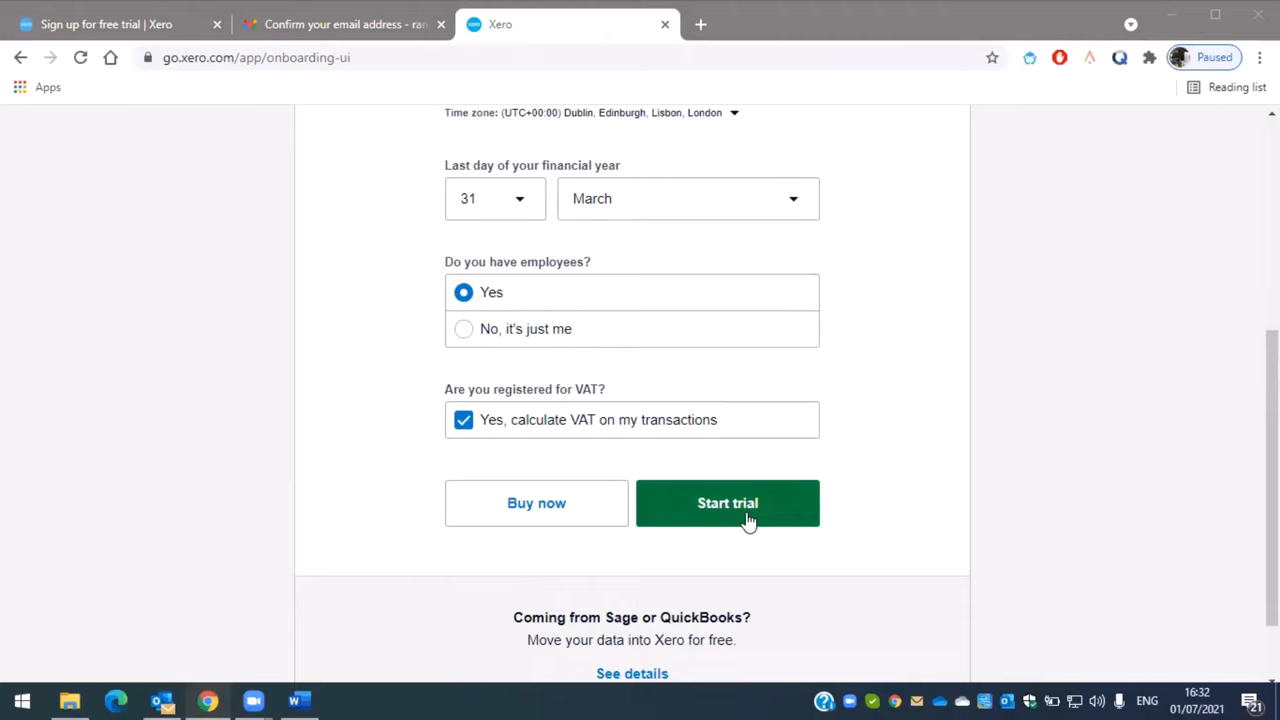 Sign up for free trial | Xero
Confirm your email address - ran
Xero
go.xero.com/app/onboarding-ui
Paused
Apps
Reading list
Time zone: (UTC+00:00) Dublin, Edinburgh, Lisbon, London
Last day of your financial year
31
March
Do you have employees?
Yes
No, it's just me
Are you registered for VAT?
Yes, calculate VAT on my transactions
Buy now
Start trial
Coming from Sage or QuickBooks?
Move your data into Xero for free.
See details
ENG
16:32
01/07/2021
21